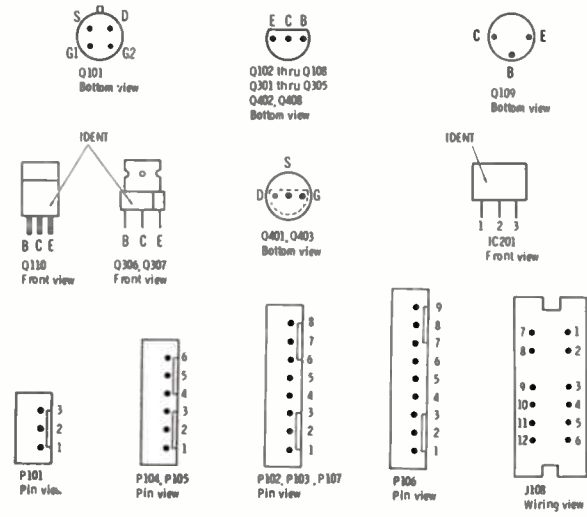 S D
G1 G2
Q101
Bottom view
E C B
Q102 thru Q108
Q301 thru Q305
Q402, Q408
Bottom view
C E
B
Q109
Bottom view
IDENT
B C E
Q110
Front view
B C E
Q306, Q307
Front view
S
D G
Q401, Q403
Bottom view
IDENT
1 2 3
IC201
Front view
3
2
1
P101
Pin view
6
5
4
3
2
1
P104, P105
Pin view
8
7
6
5
4
3
2
1
P102, P103 , P107
Pin view
9
8
7
6
5
4
3
2
1
P106
Pin view
7 1
8 2
9 3
10 4
11 5
12 6
J108
Wiring view